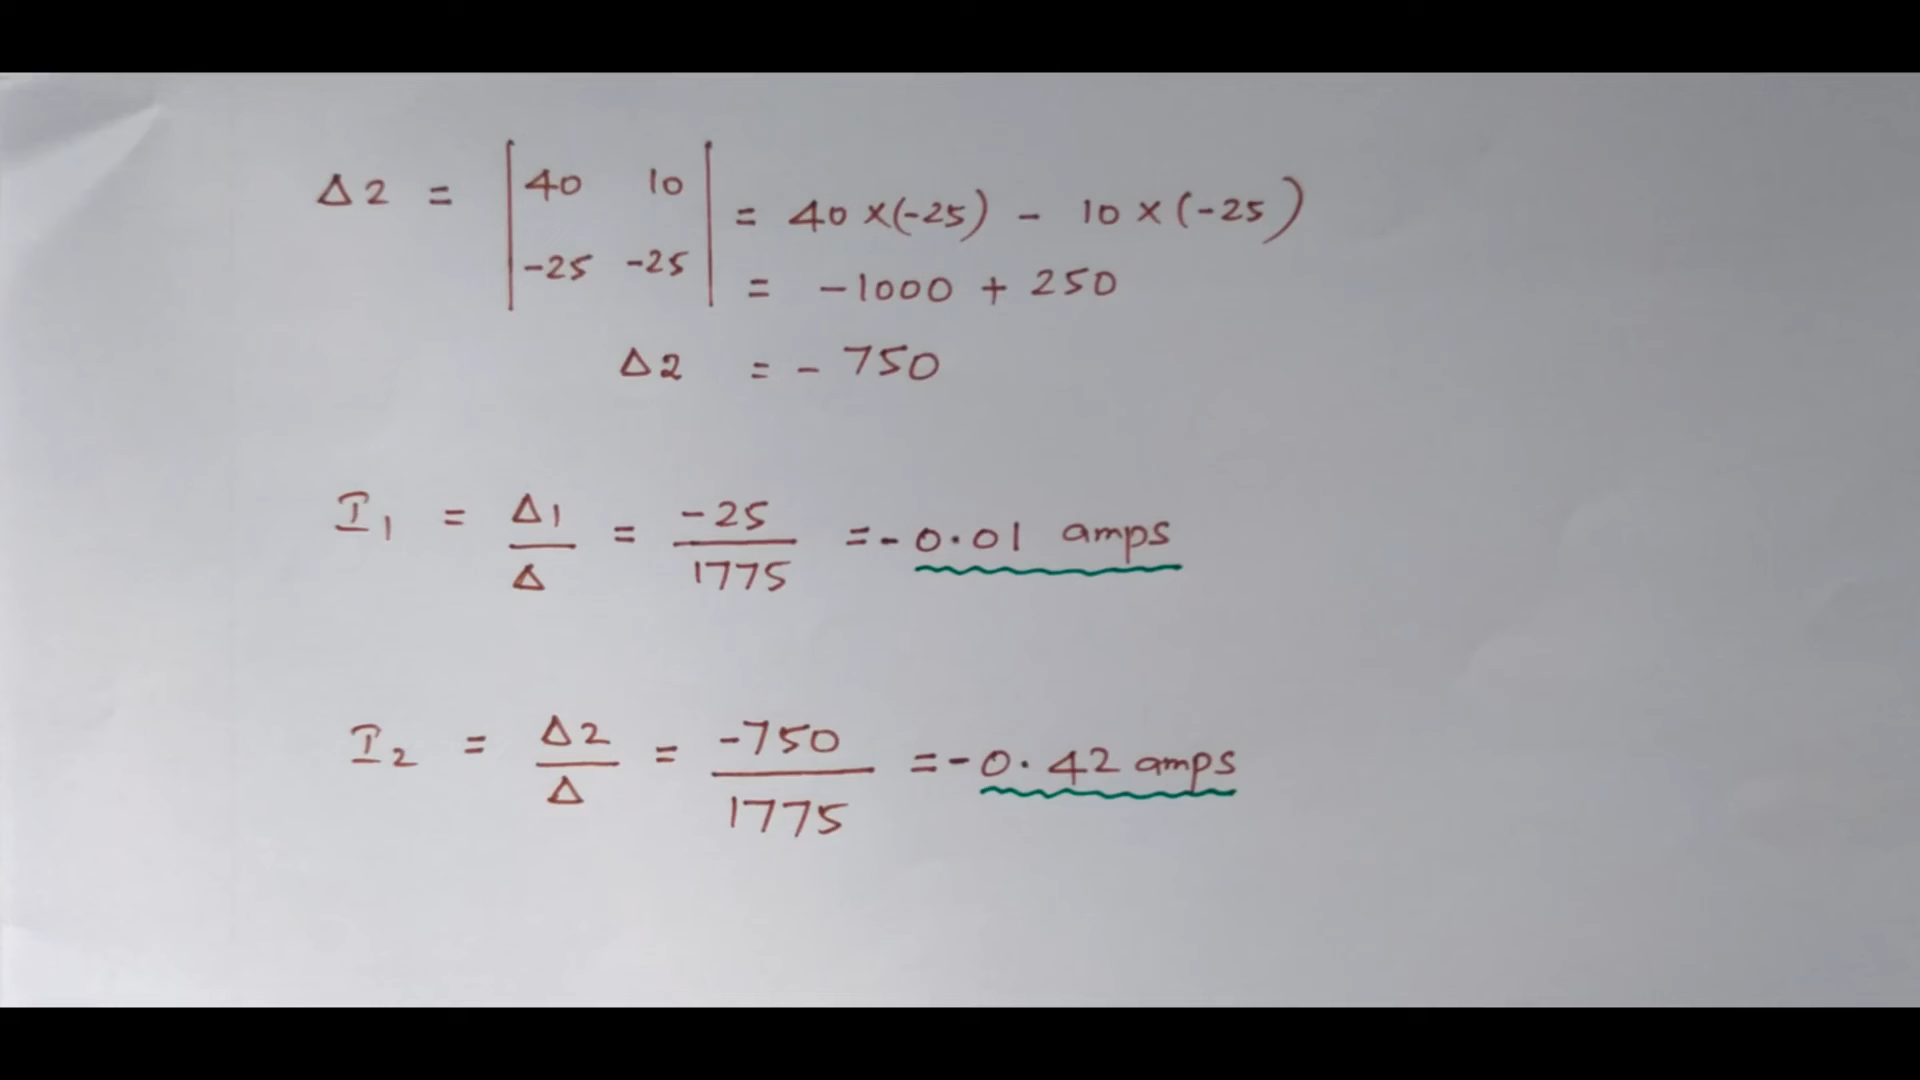 Δ2 = | 40 10 | = 40 ×(-25) - 10 × (-25)
| -25 -25 |
= -1000 + 250
Δ2 = - 750
I₁ = Δ1/Δ = -25/1775 = -0.01 amps
I₂ = Δ2/Δ = -750/1775 = -0.42 amps